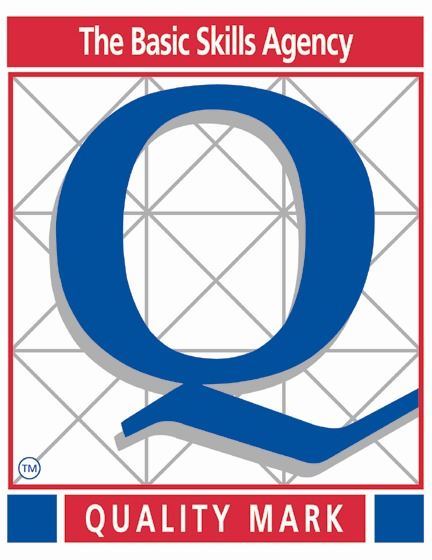 The Basic Skills Agency
Q
TM
QUALITY MARK